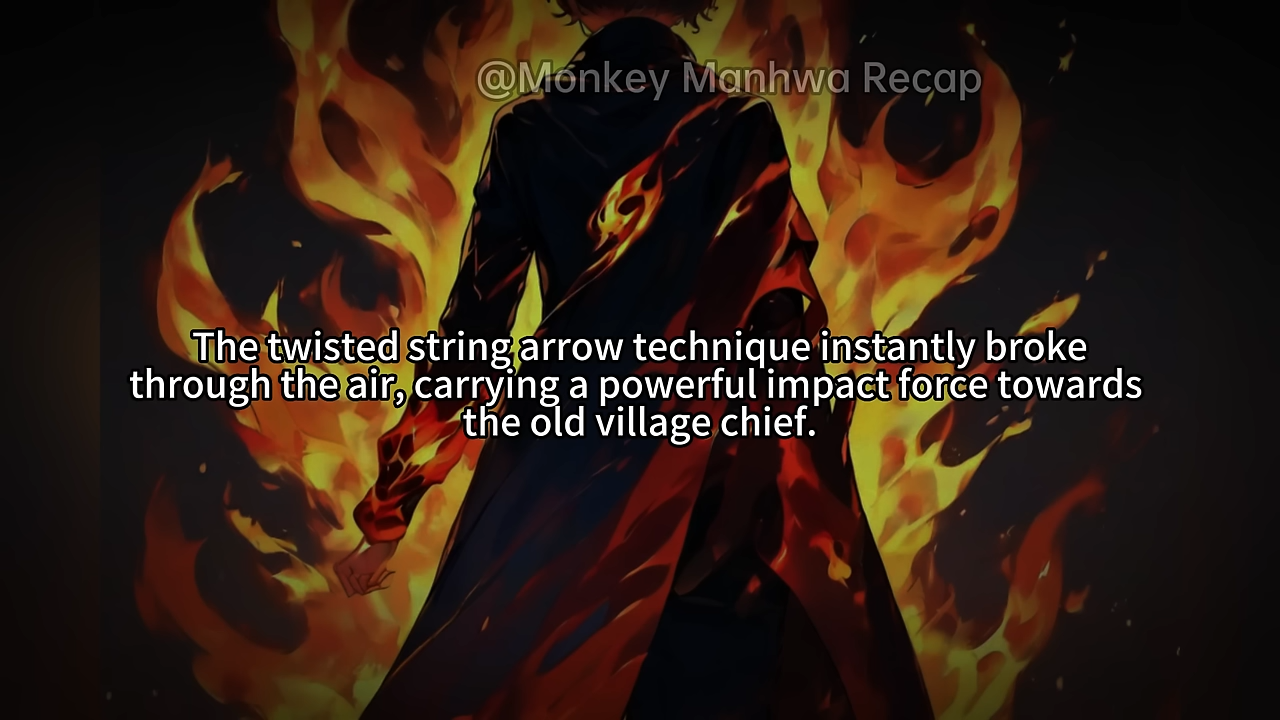 @Monkey Manhwa Recap
The twisted string arrow technique instantly broke
through the air, carrying a powerful impact force towards
the old village chief.